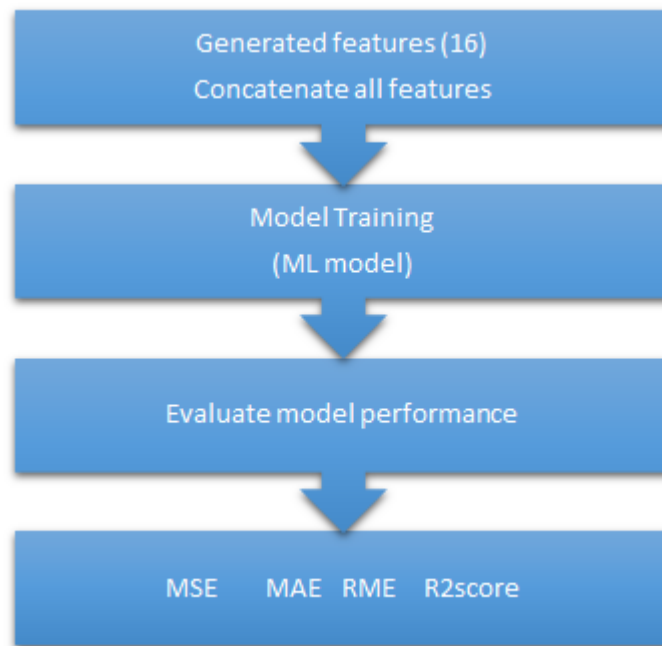 Generated features (16)
Concatenate all features
Model Training
(ML model)
Evaluate model performance
MSE MAE RME R2score